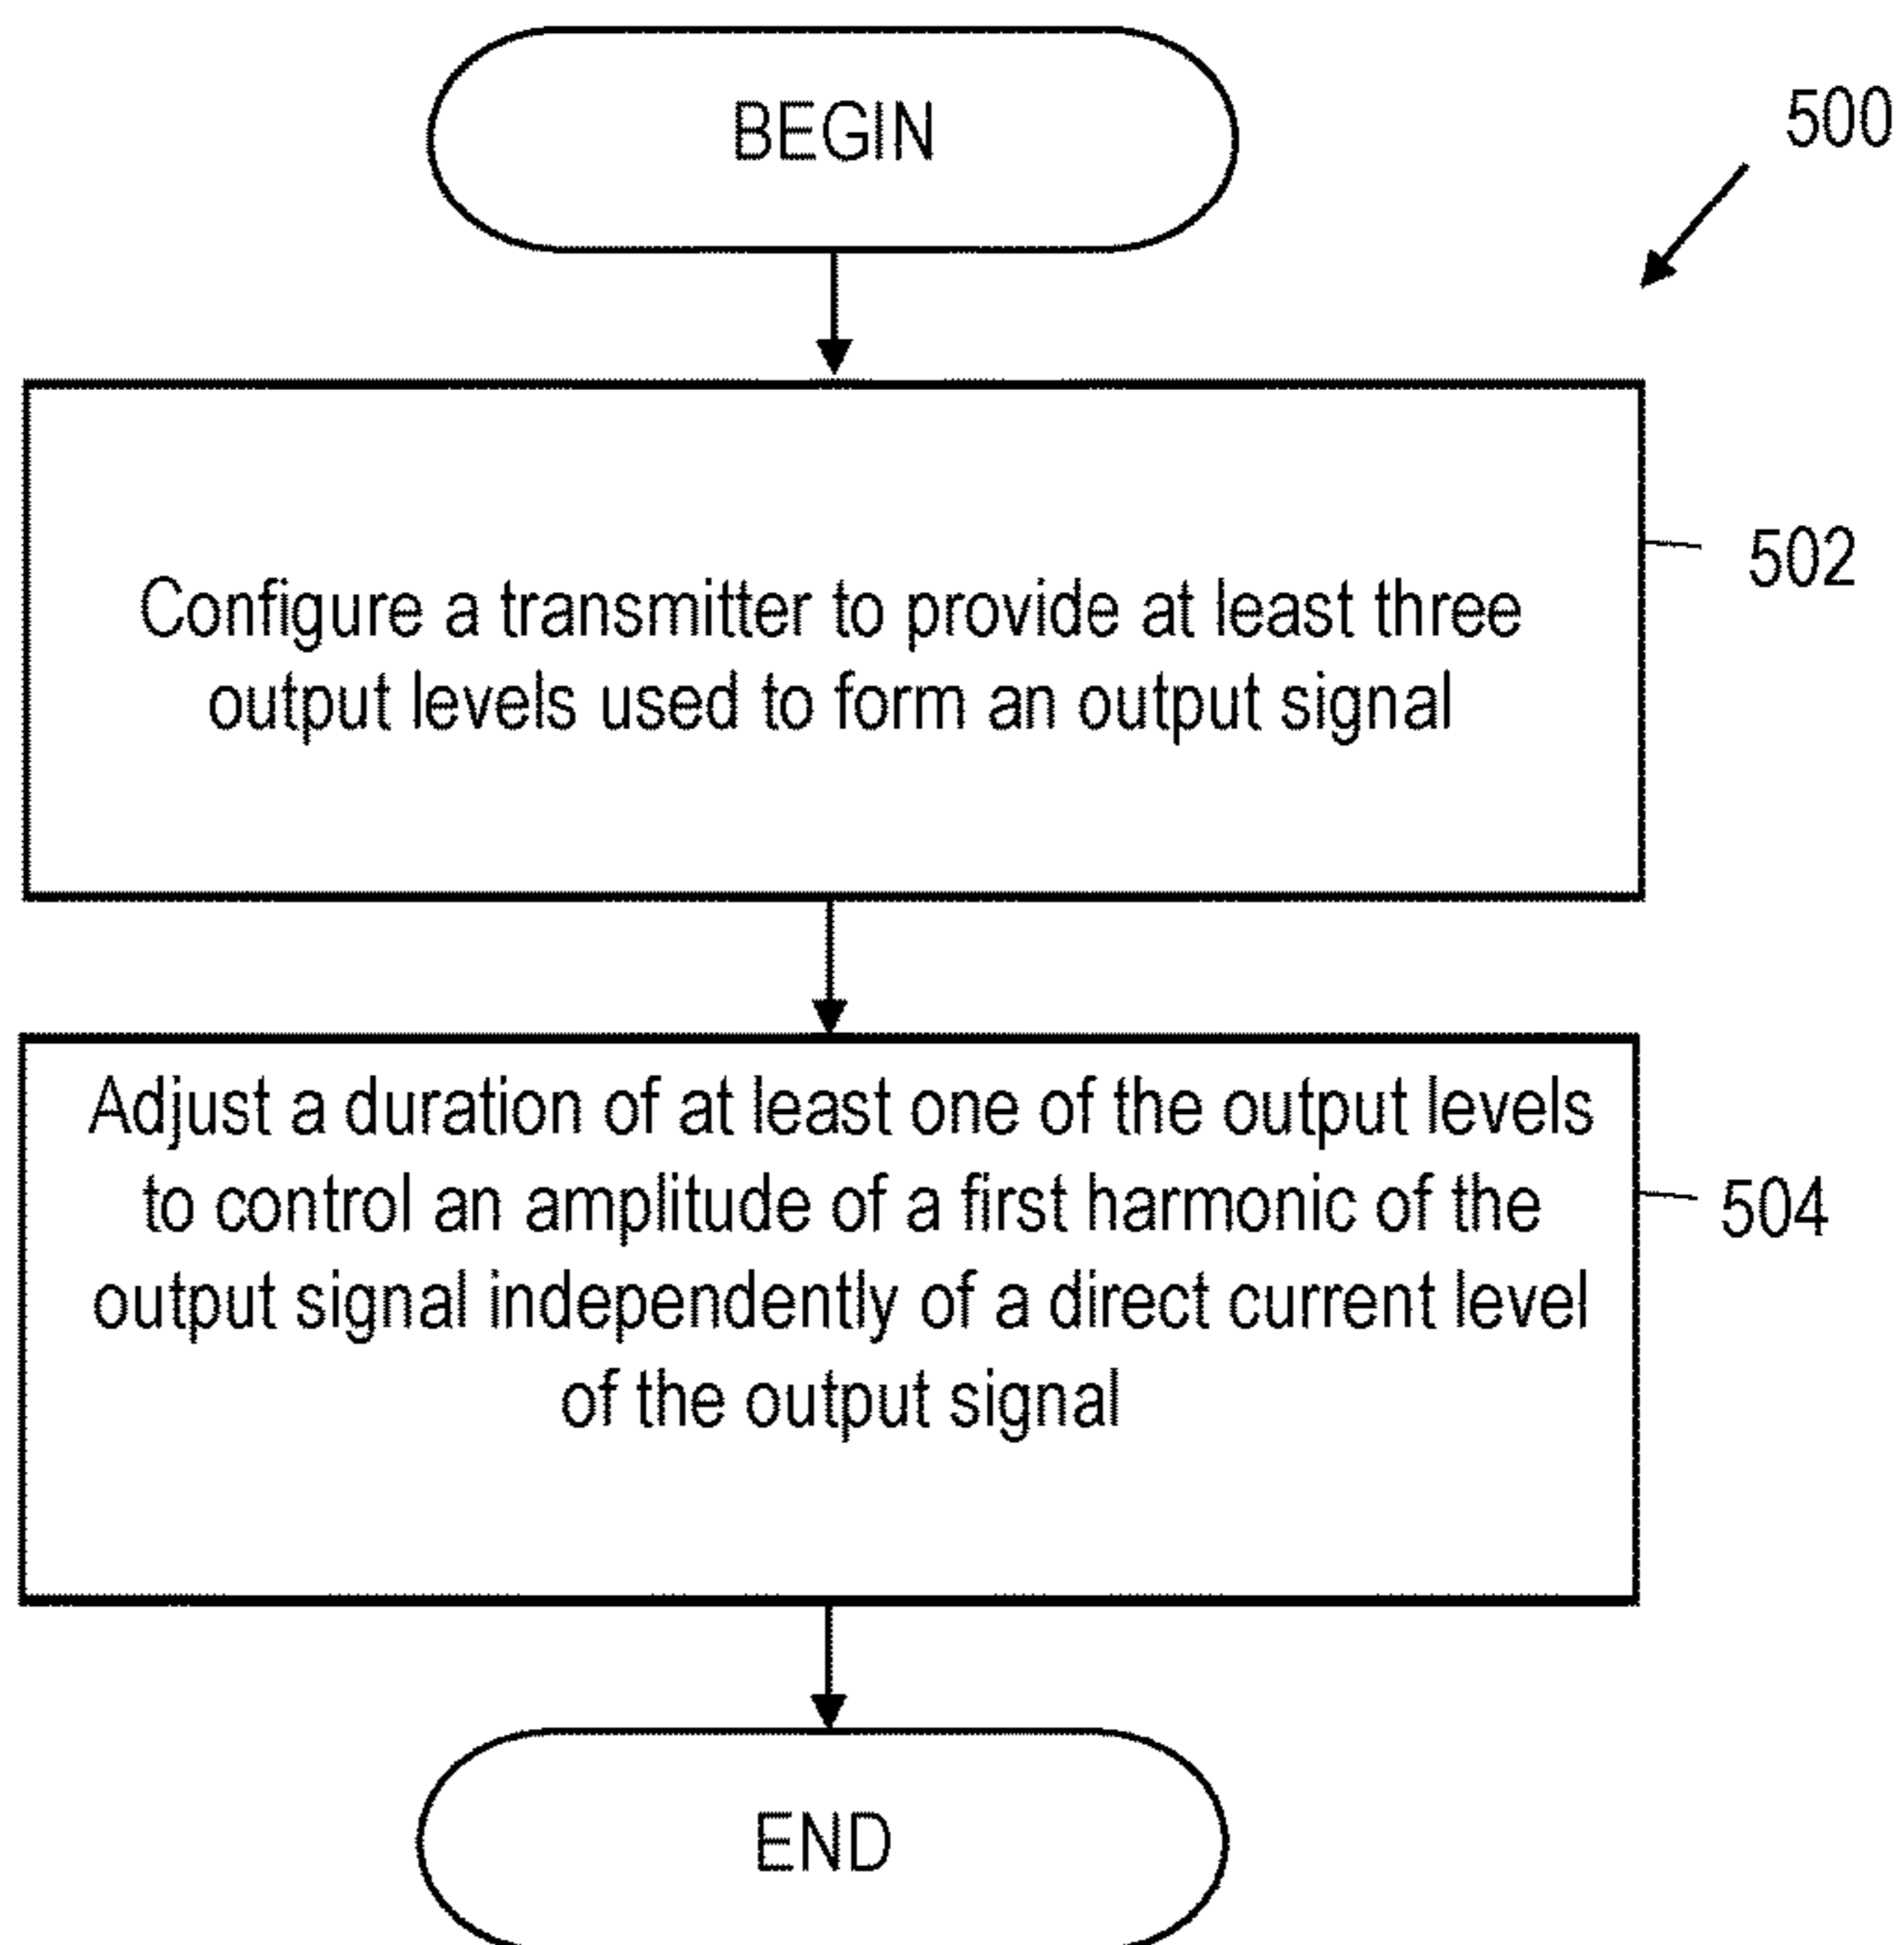 BEGIN
500
Configure a transmitter to provide at least three
output levels used to form an output signal
502
Adjust a duration of at least one of the output levels
to control an amplitude of a first harmonic of the
output signal independently of a direct current level
of the output signal
504
END